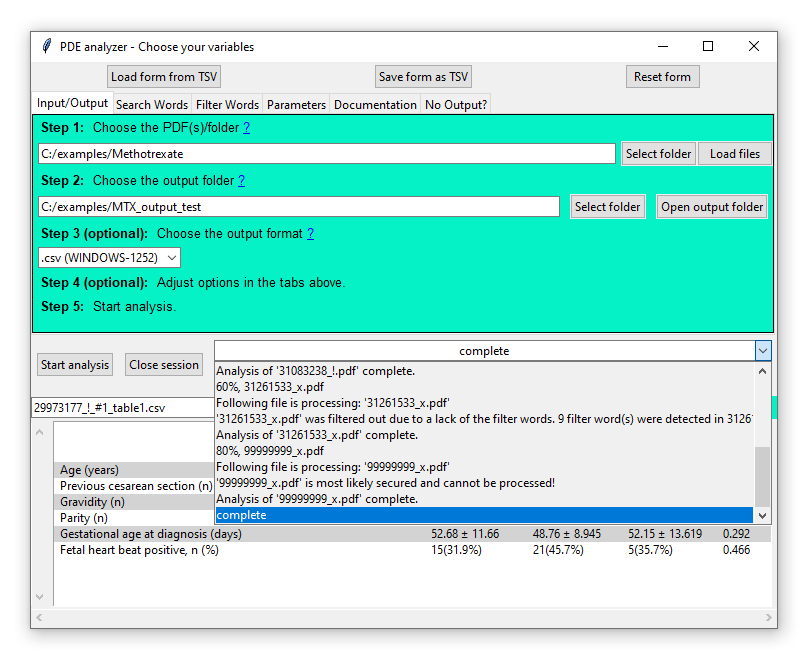 PDE analyzer - Choose your variables
Load form from TSV Save form as TSV Reset form
Input/Output Search Words Filter Words Parameters Documentation No Output?
Step 1: Choose the PDF(s)/folder ?
C:/examples/Methotrexate Select folder Load files
Step 2: Choose the output folder ?
C:/examples/MTX_output_test Select folder Open output folder
Step 3 (optional): Choose the output format ?
.csv (WINDOWS-1252)
Step 4 (optional): Adjust options in the tabs above.
Step 5: Start analysis.
complete
Start analysis Close session
Analysis of '31083238_!.pdf' complete.
60%, 31261533_x.pdf
Following file is processing: '31261533_x.pdf'
'31261533_x.pdf' was filtered out due to a lack of the filter words. 9 filter word(s) were detected in 3126
Analysis of '31261533_x.pdf' complete.
80%, 99999999_x.pdf
Following file is processing: '99999999_x.pdf'
'99999999_x.pdf' is most likely secured and cannot be processed!
Analysis of '99999999_x.pdf' complete.
complete
29973177_!_#1_table1.csv
Age (years)
Previous cesarean section (n)
Gravidity (n)
Parity (n)
Gestational age at diagnosis (days) 52.68 ± 11.66 48.76 ± 8.945 52.15 ± 13.619 0.292
Fetal heart beat positive, n (%) 15(31.9%) 21(45.7%) 5(35.7%) 0.466